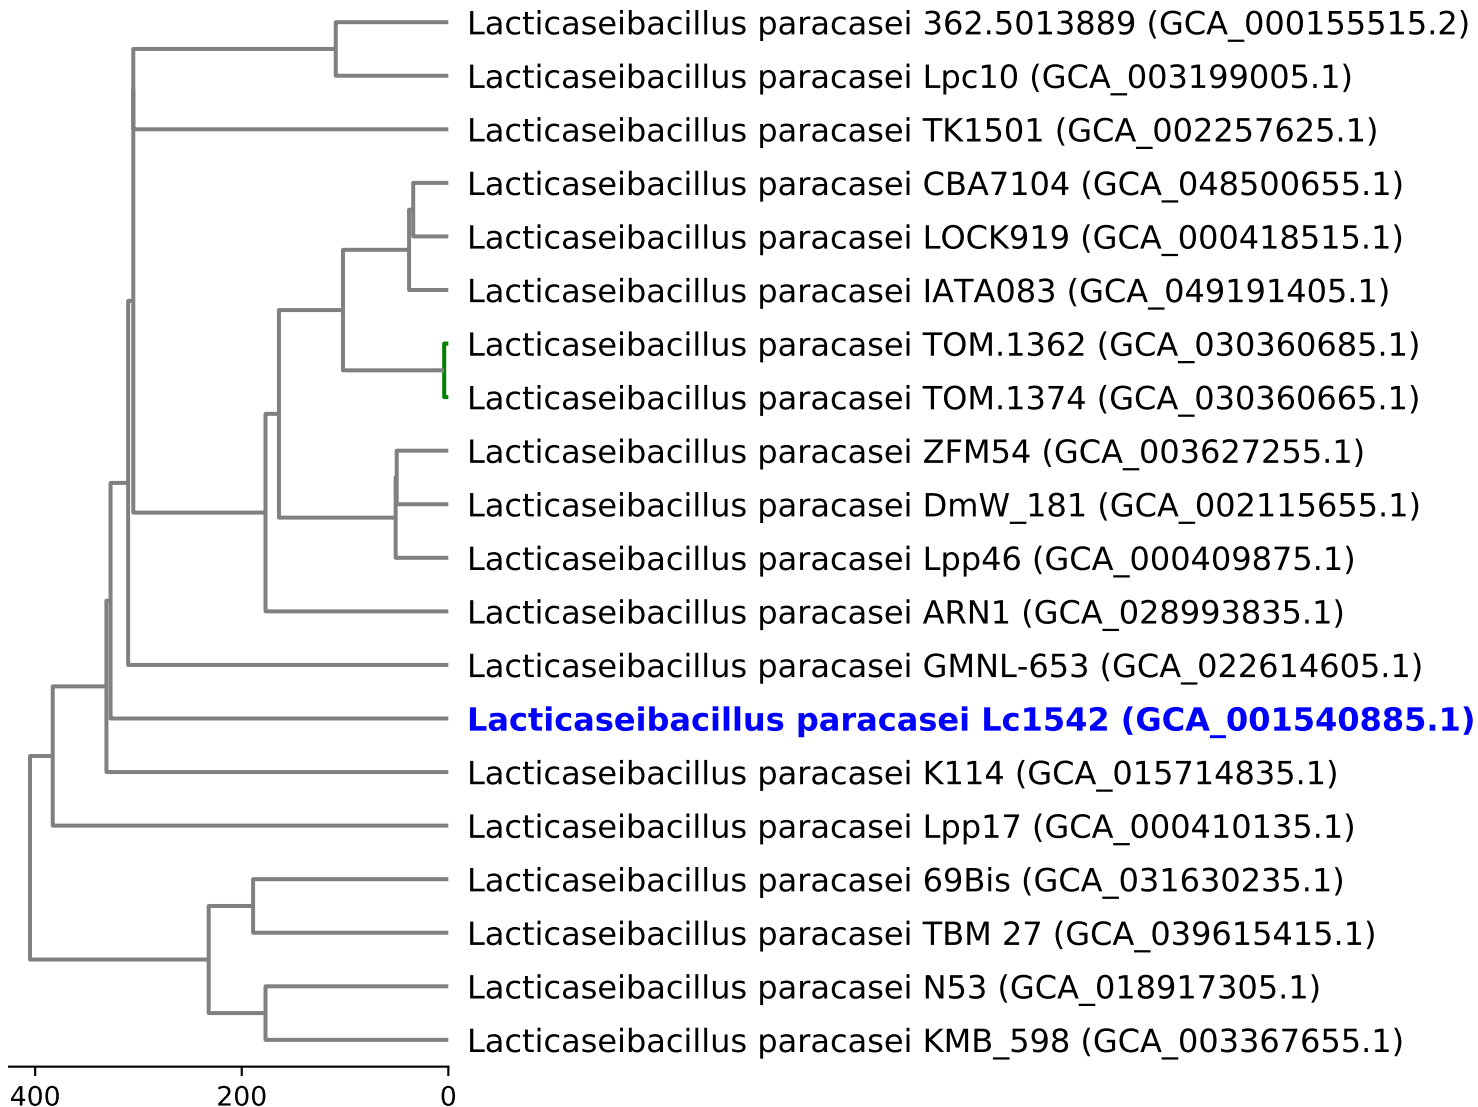 Lacticaseibacillus paracasei 362.5013889 (GCA_000155515.2)
Lacticaseibacillus paracasei Lpc10 (GCA_003199005.1)
Lacticaseibacillus paracasei TK1501 (GCA_002257625.1)
Lacticaseibacillus paracasei CBA7104 (GCA_048500655.1)
Lacticaseibacillus paracasei LOCK919 (GCA_000418515.1)
Lacticaseibacillus paracasei IATA083 (GCA_049191405.1)
Lacticaseibacillus paracasei TOM.1362 (GCA_030360685.1)
Lacticaseibacillus paracasei TOM.1374 (GCA_030360665.1)
Lacticaseibacillus paracasei ZFM54 (GCA_003627255.1)
Lacticaseibacillus paracasei DmW_181 (GCA_002115655.1)
Lacticaseibacillus paracasei Lpp46 (GCA_000409875.1)
Lacticaseibacillus paracasei ARN1 (GCA_028993835.1)
Lacticaseibacillus paracasei GMNL-653 (GCA_022614605.1)
Lacticaseibacillus paracasei Lc1542 (GCA_001540885.1)
Lacticaseibacillus paracasei K114 (GCA_015714835.1)
Lacticaseibacillus paracasei Lpp17 (GCA_000410135.1)
Lacticaseibacillus paracasei 69Bis (GCA_031630235.1)
Lacticaseibacillus paracasei TBM 27 (GCA_039615415.1)
Lacticaseibacillus paracasei N53 (GCA_018917305.1)
Lacticaseibacillus paracasei KMB_598 (GCA_003367655.1)
400 200 0